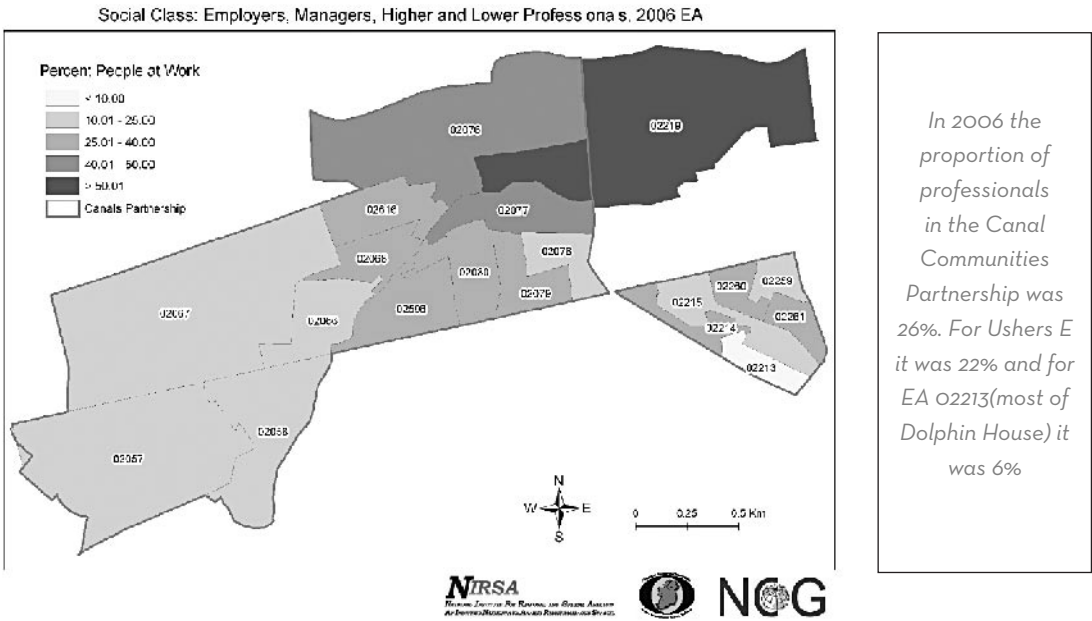 Social Class: Employers, Managers, Higher and Lower Profess ona s, 2006 EA
Percent: People at Work
< 10.00
10.01 - 25.00
25.01 - 40.00
40.01 - 50.00
> 50.01
Canals Partnership
02076
02219
02616
02077
02078
02080
02079
02067
02066
02057
02058
02260
02259
02215
02261
02214
02213
N
W E
S
0 0.25 0.5 Km
In 2006 the
proportion of
professionals
in the Canal
Communities
Partnership was
26%. For Ushers E
it was 22% and for
EA 02213(most of
Dolphin House) it
was 6%
NIRSA
NCG